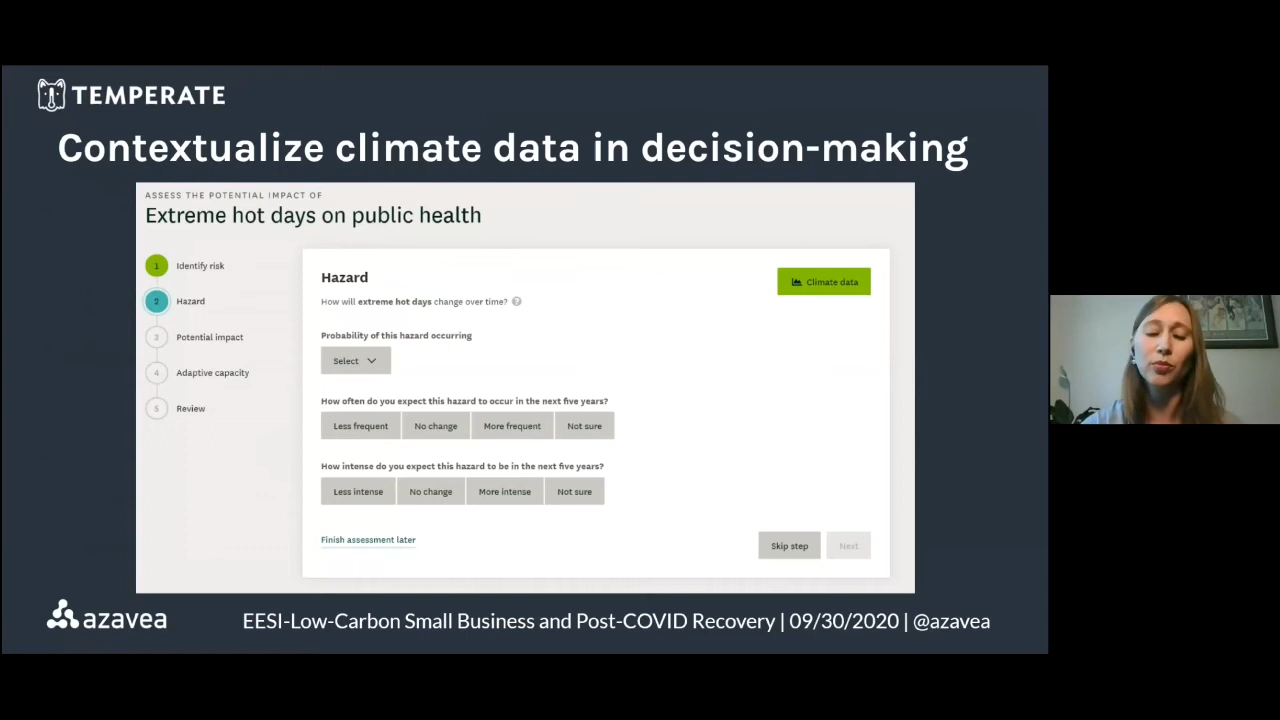 TEMPERATE
Contextualize climate data in decision-making
ASSESS THE POTENTIAL IMPACT OF
Extreme hot days on public health
1 Identify risk
2 Hazard
3 Potential impact
4 Adaptive capacity
5 Review
Hazard
Climate data
How will extreme hot days change over time? ?
Probability of this hazard occurring
Select
How often do you expect this hazard to occur in the next five years?
Less frequent No change More frequent Not sure
How intense do you expect this hazard to be in the next five years?
Less intense No change More intense Not sure
Finish assessment later
Skip step Next
azavea
EESI-Low-Carbon Small Business and Post-COVID Recovery | 09/30/2020 | @azavea